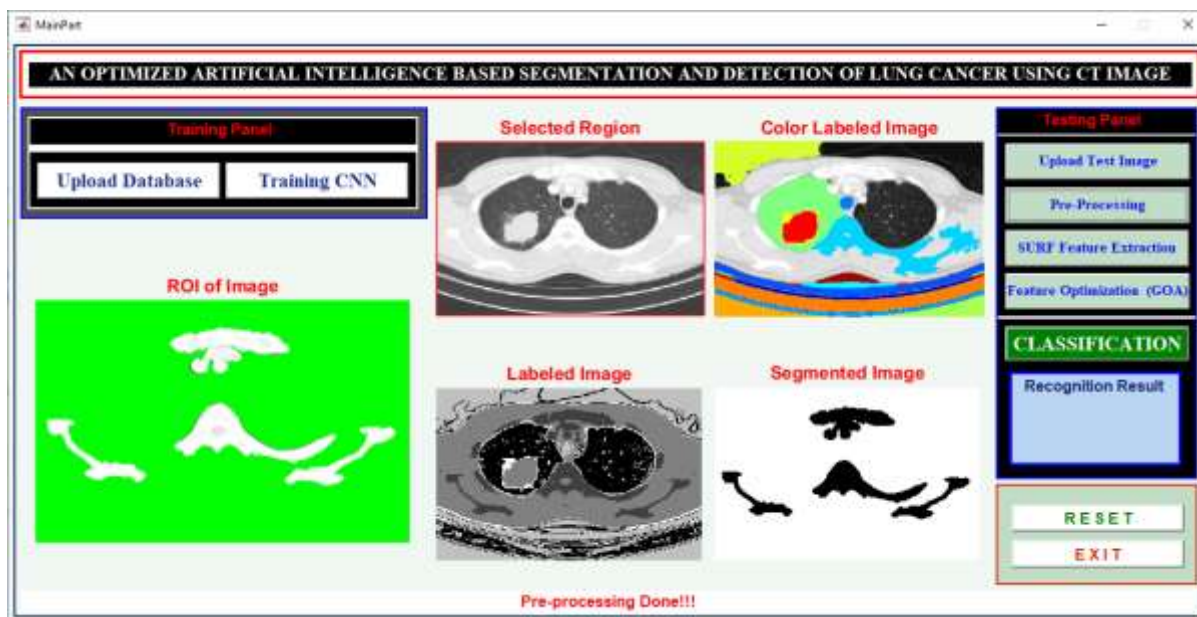 MainPart
AN OPTIMIZED ARTIFICIAL INTELLIGENCE BASED SEGMENTATION AND DETECTION OF LUNG CANCER USING CT IMAGE
Training Panel
Upload Database
Training CNN
Selected Region
Color Labeled Image
Testing Panel
Upload Test Image
Pre-Processing
SURF Feature Extraction
Feature Optimization (GOA)
ROI of Image
CLASSIFICATION
Labeled Image
Segmented Image
Recognition Result
RESET
EXIT
Pre-processing Done!!!